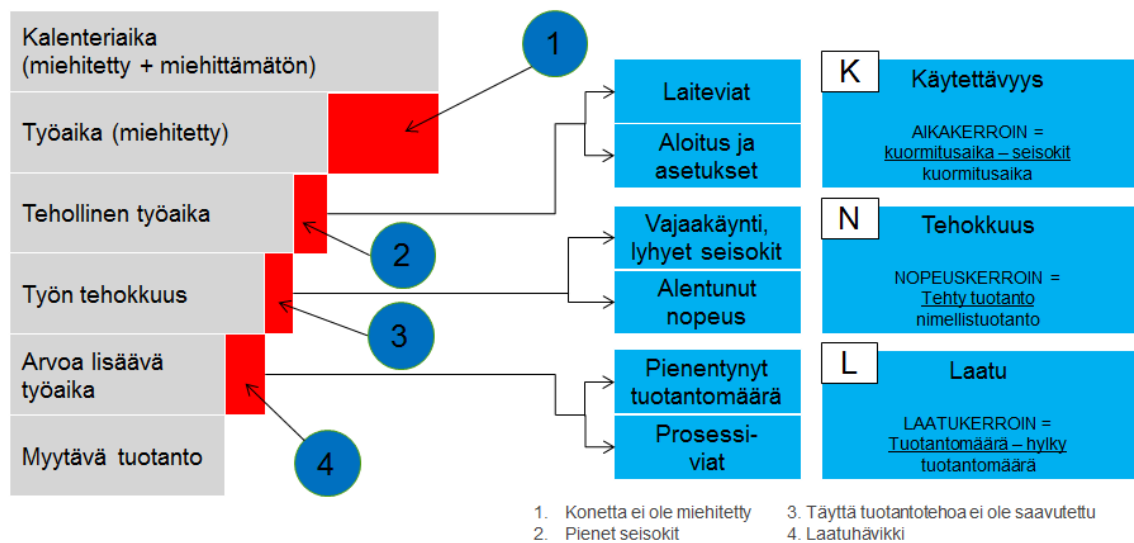 Kalenteriaika
(miehitetty + miehittämätön)
1
Työaika (miehitetty)
Tehollinen työaika
2
Työn tehokkuus
3
Arvoa lisäävä
työaika
4
Myytävä tuotanto
Laiteviat
Aloitus ja
asetukset
Vajaakäynti,
lyhyet seisokit
Alentunut
nopeus
Pienentynyt
tuotantomäärä
Prosessi-
viat
K
Käytettävyys
AIKAKERROIN =
kuormitusaika – seisokit
kuormitusaika
N
Tehokkuus
NOPEUSKERROIN =
Tehty tuotanto
nimellistuotanto
L
Laatu
LAATUKERROIN =
Tuotantomäärä – hylky
tuotantomäärä
1. Konetta ei ole miehitetty
2. Pienet seisokit
3. Täyttä tuotantotehoa ei ole saavutettu
4. Laatuhävikki